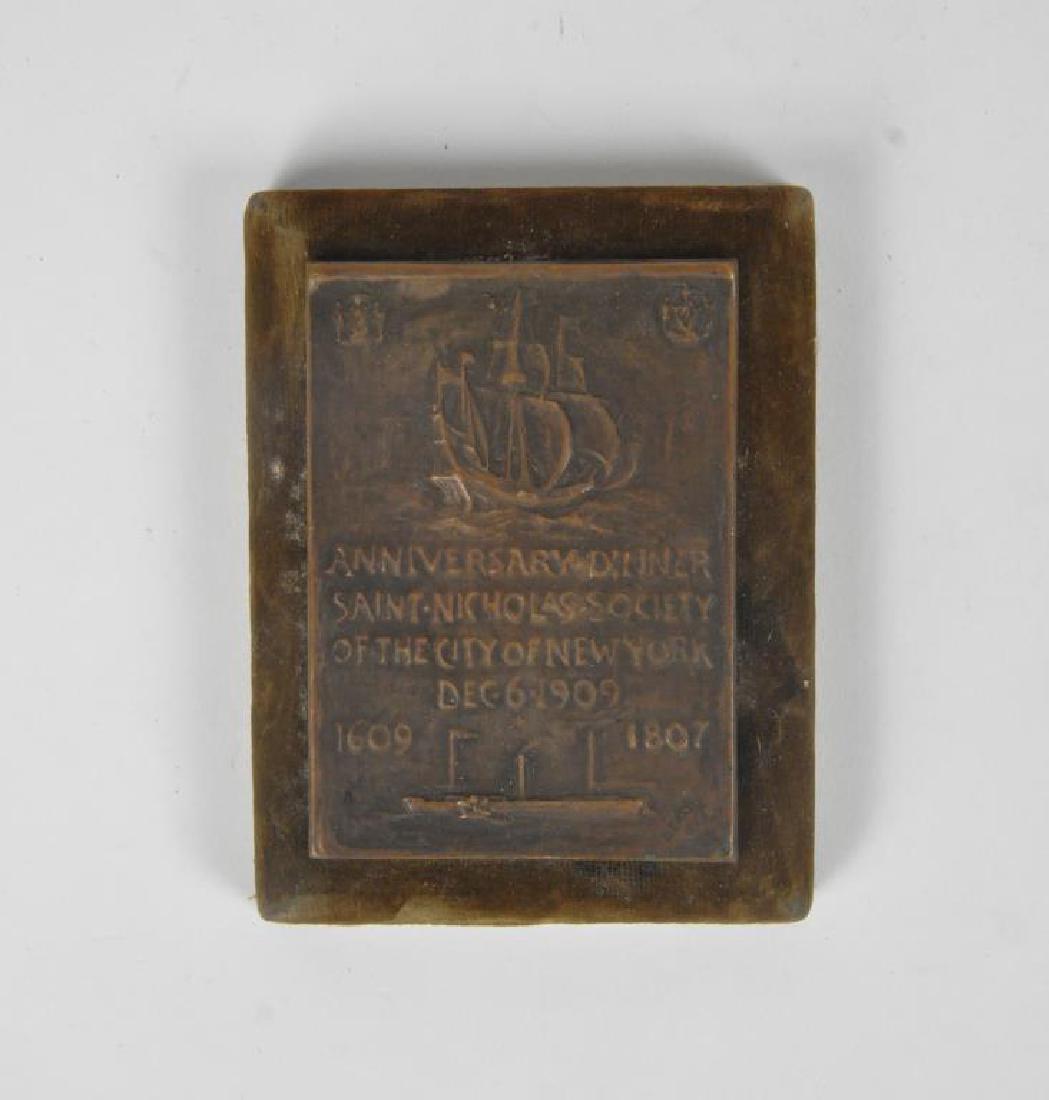 ANNIVERSARY·DINNER
SAINT·NICHOLAS·SOCIETY
OF·THE CITY OF NEW YORK
DEC·6·1909
1609 1807